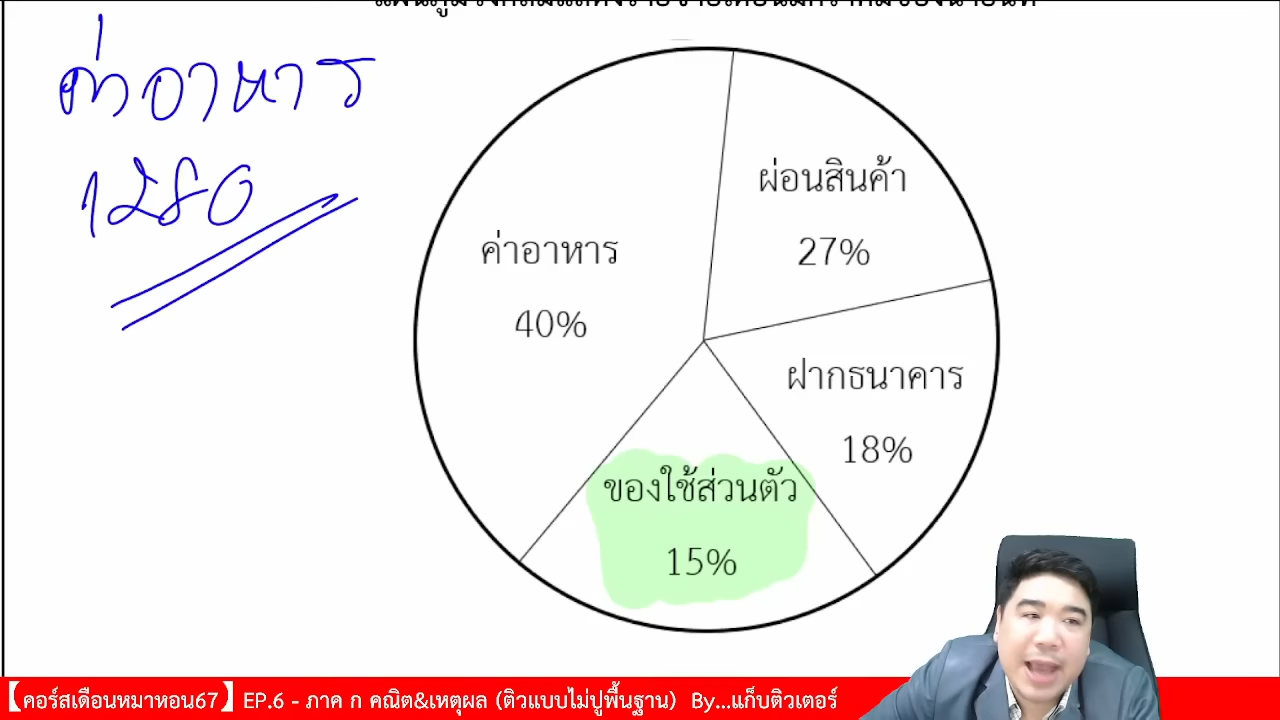 ค่าอาหาร
1280
ผ่อนสินค้า
27%
ค่าอาหาร
40%
ฝากธนาคาร
18%
ของใช้ส่วนตัว
15%
【คอร์สเดือนหมาหอน67】 EP.6 - ภาค ก คณิต&เหตุผล (ติวแบบไม่ปูพื้นฐาน) By...แก็บติวเตอร์